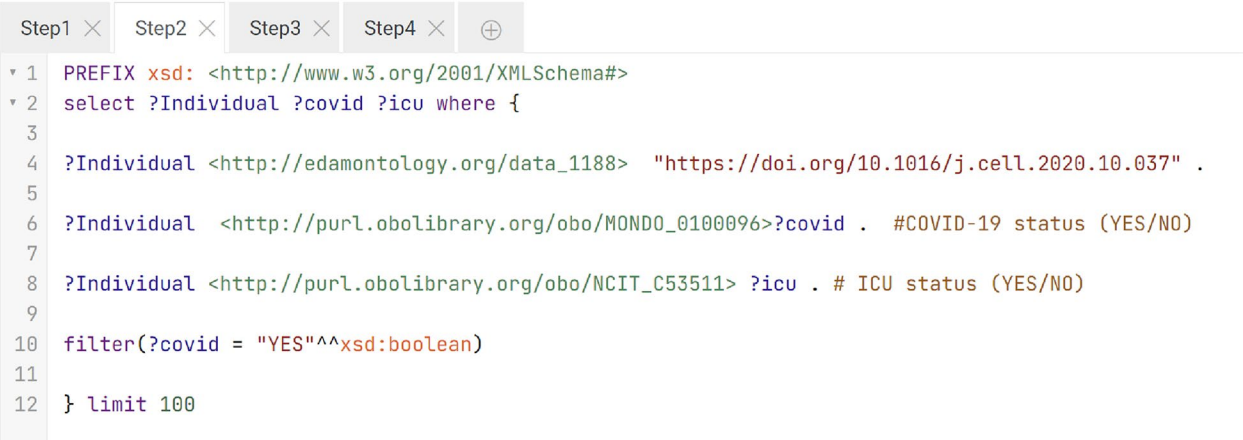 Step1 × Step2 × Step3 × Step4 ×
1 PREFIX xsd: <http://www.w3.org/2001/XMLSchema#>
2 select ?Individual ?covid ?icu where {
3
4 ?Individual <http://edamontology.org/data_1188>  "https://doi.org/10.1016/j.cell.2020.10.037" .
5
6 ?Individual  <http://purl.obolibrary.org/obo/MONDO_0100096>?covid .  #COVID-19 status (YES/NO)
7
8 ?Individual <http://purl.obolibrary.org/obo/NCIT_C53511> ?icu . # ICU status (YES/NO)
9
10 filter(?covid = "YES"^^xsd:boolean)
11
12 } limit 100